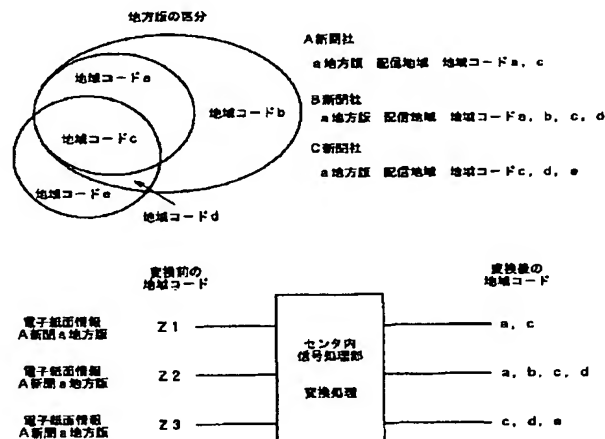 地方版の区分
地域コードa
地域コードb
地域コードc
地域コードe
地域コードd
A新聞社
a地方版 配信地域 地域コードa, c
B新聞社
a地方版 配信地域 地域コードa, b, c, d
C新聞社
a地方版 配信地域 地域コードc, d, e
変換前の
地域コード
変換後の
地域コード
電子紙面情報
A新聞a地方版
Z1
センタ内
信号処理部
変換処理
a, c
電子紙面情報
A新聞a地方版
Z2
a, b, c, d
電子紙面情報
A新聞a地方版
Z3
c, d, e